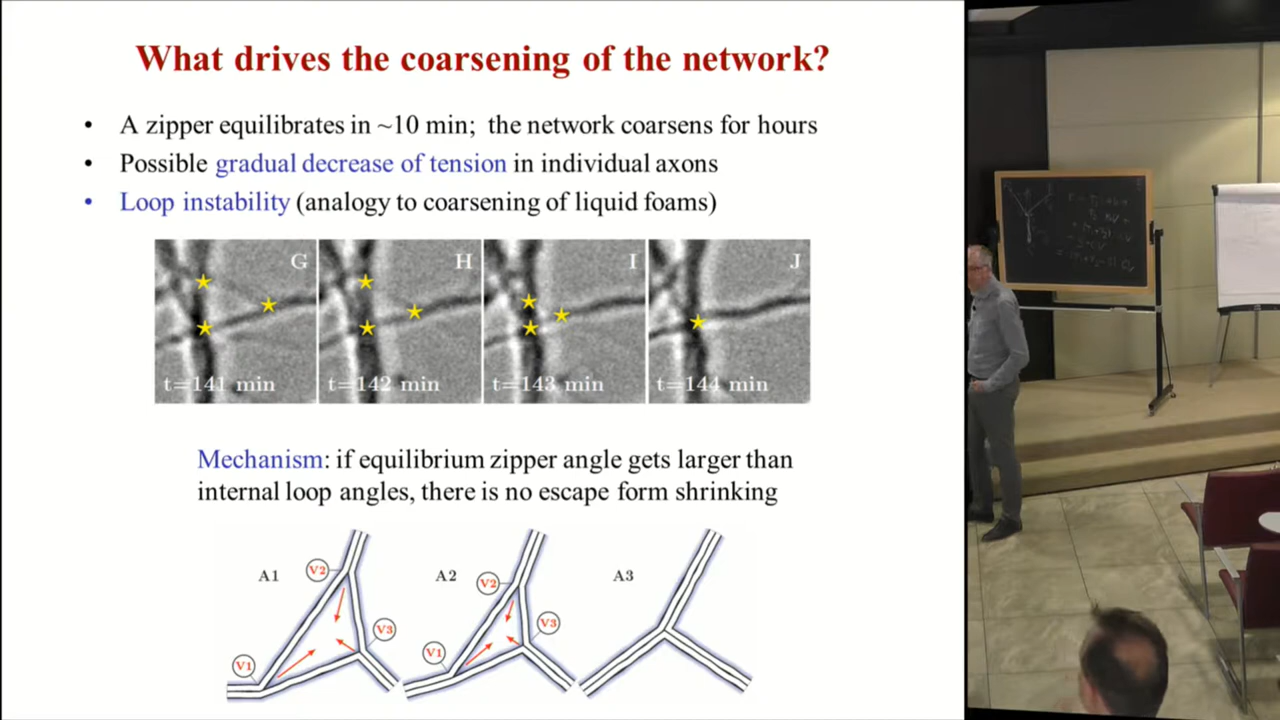 What drives the coarsening of the network?
• A zipper equilibrates in ~10 min; the network coarsens for hours
• Possible gradual decrease of tension in individual axons
• Loop instability (analogy to coarsening of liquid foams)
G
H
I
J
t=141 min
t=142 min
t=143 min
t=144 min
Mechanism: if equilibrium zipper angle gets larger than
internal loop angles, there is no escape form shrinking
A1
V2
V3
V1
A2
V2
V3
V1
A3